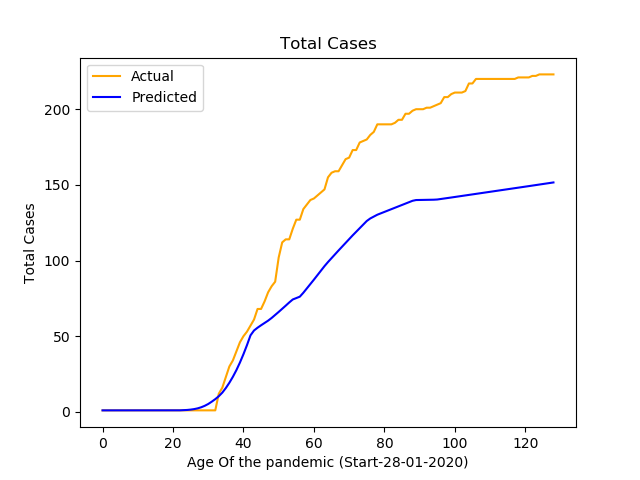 Total Cases
Actual
Predicted
200
150
100
50
0
Total Cases
0 20 40 60 80 100 120
Age Of the pandemic (Start-28-01-2020)